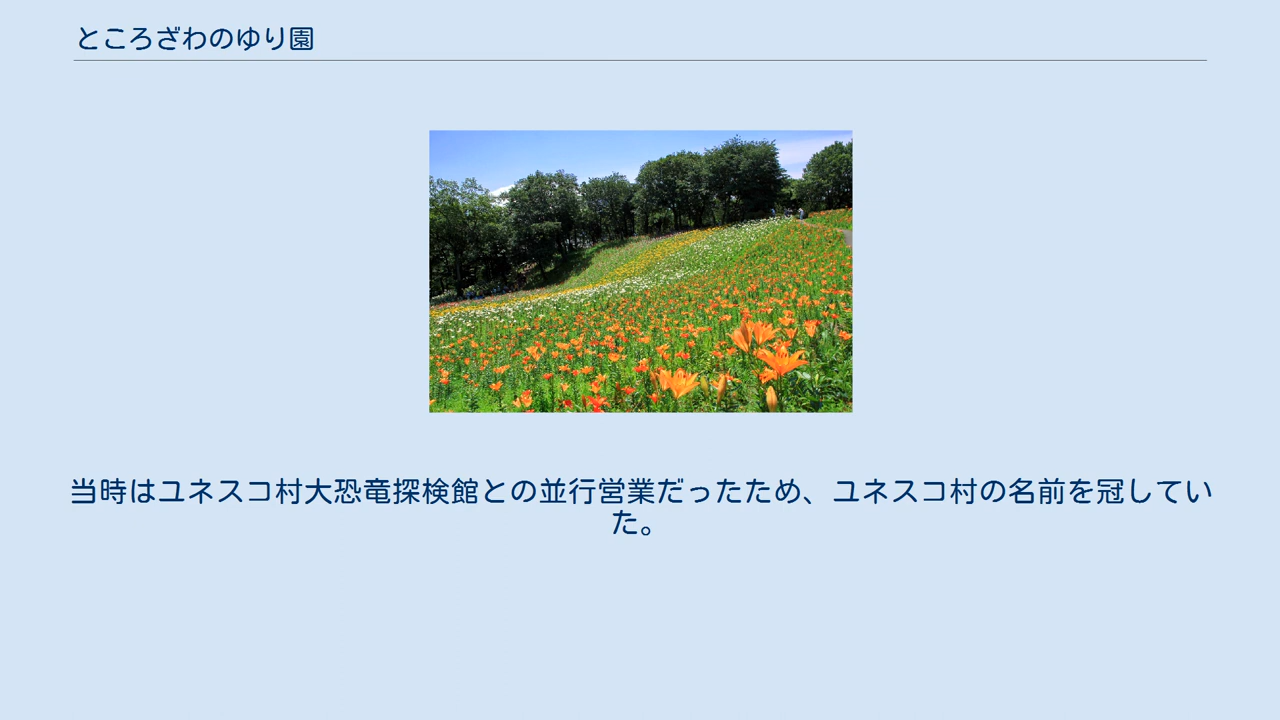 ところざわのゆり園
当時はユネスコ村大恐竜探検館との並行営業だったため、ユネスコ村の名前を冠してい
た。